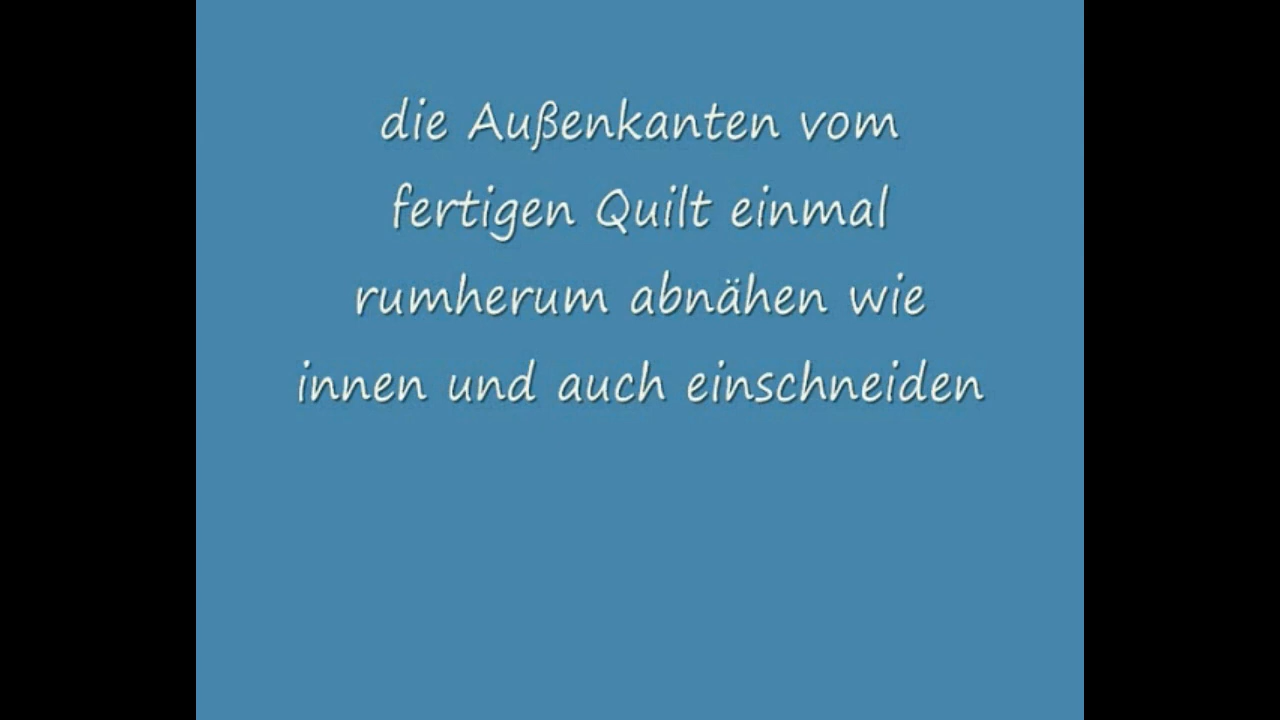 die Außenkanten vom
fertigen Quilt einmal
rumherum abnähen wie
innen und auch einschneiden